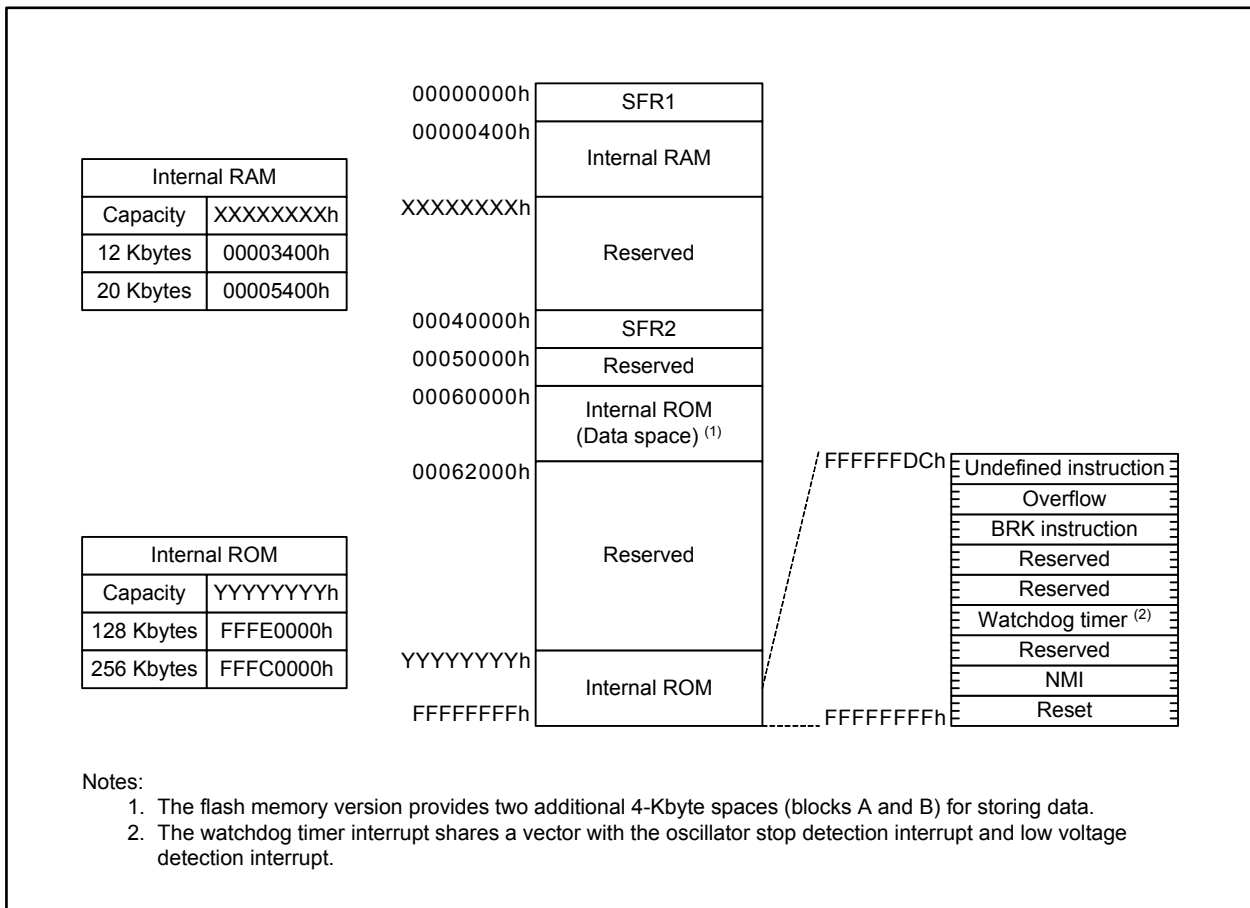 00000000h
SFR1
00000400h
Internal RAM
XXXXXXXXh
Reserved
00040000h
SFR2
00050000h
Reserved
00060000h
Internal ROM
(Data space) (1)
00062000h
Reserved
YYYYYYYYh
Internal ROM
FFFFFFFFh
Internal RAM
Capacity XXXXXXXXh
12 Kbytes 00003400h
20 Kbytes 00005400h
Internal ROM
Capacity YYYYYYYYh
128 Kbytes FFFE0000h
256 Kbytes FFFC0000h
FFFFFFDCh
Undefined instruction
Overflow
BRK instruction
Reserved
Reserved
Watchdog timer (2)
Reserved
NMI
Reset
FFFFFFFFh
Notes:
1. The flash memory version provides two additional 4-Kbyte spaces (blocks A and B) for storing data.
2. The watchdog timer interrupt shares a vector with the oscillator stop detection interrupt and low voltage
detection interrupt.